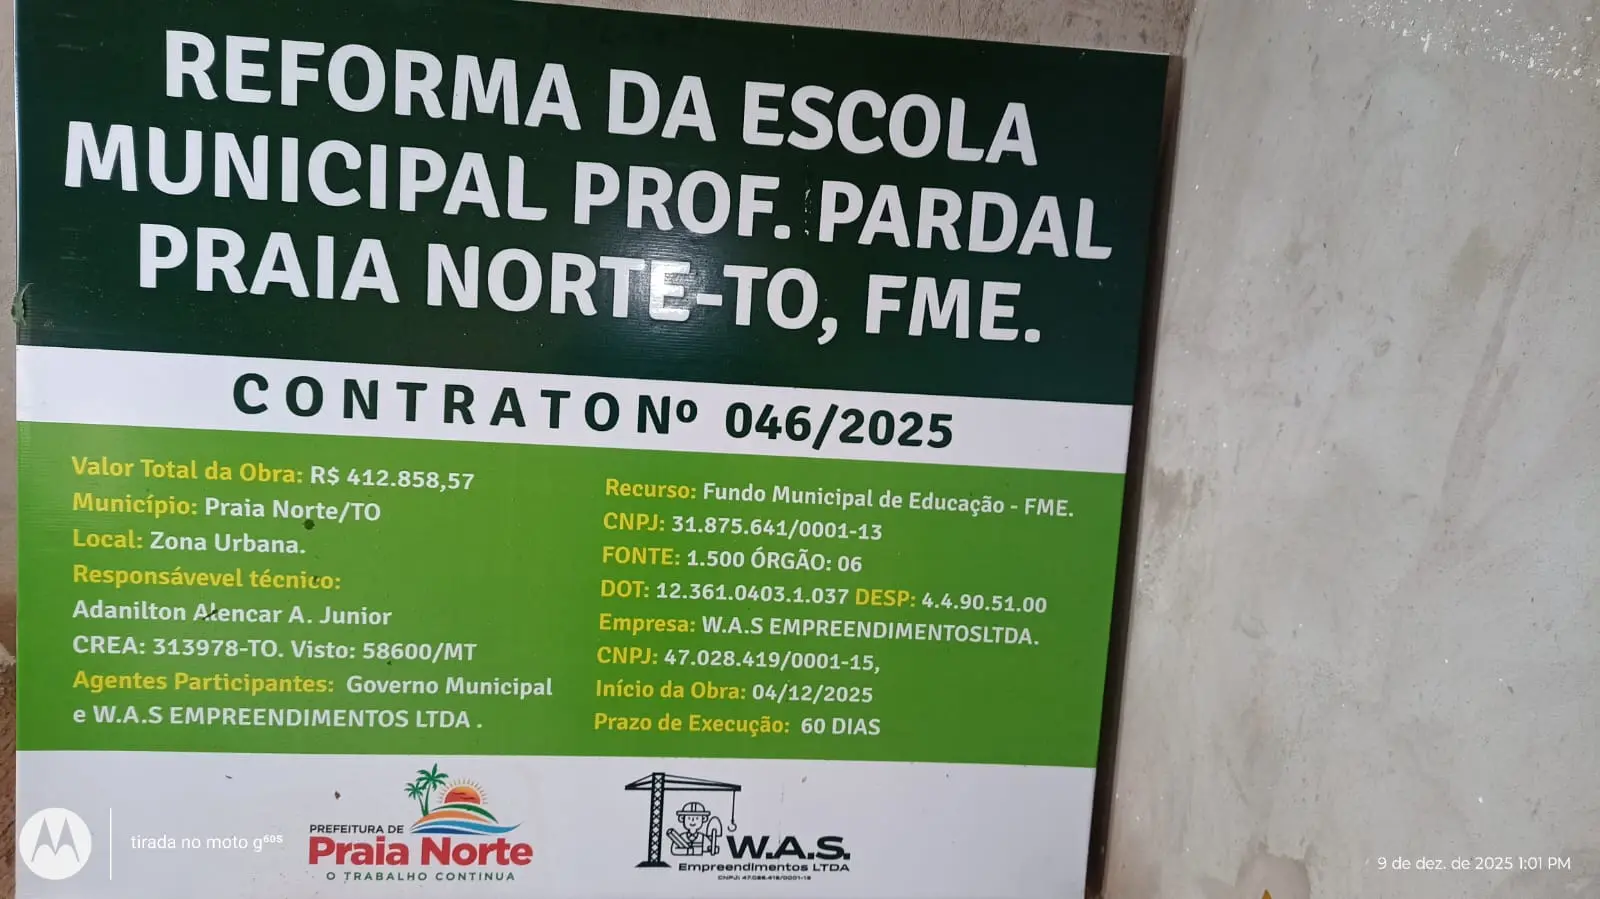 REFORMA DA ESCOLA
MUNICIPAL PROF. PARDAL
PRAIA NORTE-TO, FME.
CONTRATO Nº 046/2025
Valor Total da Obra: R$ 412.858,57
Município: Praia Norte/TO
Local: Zona Urbana.
Responsávevel técnico:
Adanilton Alencar A. Junior
CREA: 313978-TO. Visto: 58600/MT
Agentes Participantes: Governo Municipal
e W.A.S EMPREENDIMENTOS LTDA .
Recurso: Fundo Municipal de Educação - FME.
CNPJ: 31.875.641/0001-13
FONTE: 1.500 ÓRGÃO: 06
DOT: 12.361.0403.1.037 DESP: 4.4.90.51.00
Empresa: W.A.S EMPREENDIMENTOSLTDA.
CNPJ: 47.028.419/0001-15,
Início da Obra: 04/12/2025
Prazo de Execução: 60 DIAS
PREFEITURA DE
Praia Norte
O TRABALHO CONTINUA
W.A.S.
Empreendimentos LTDA
tirada no moto g⁶⁰ˢ
9 de dez. de 2025 1:01 PM